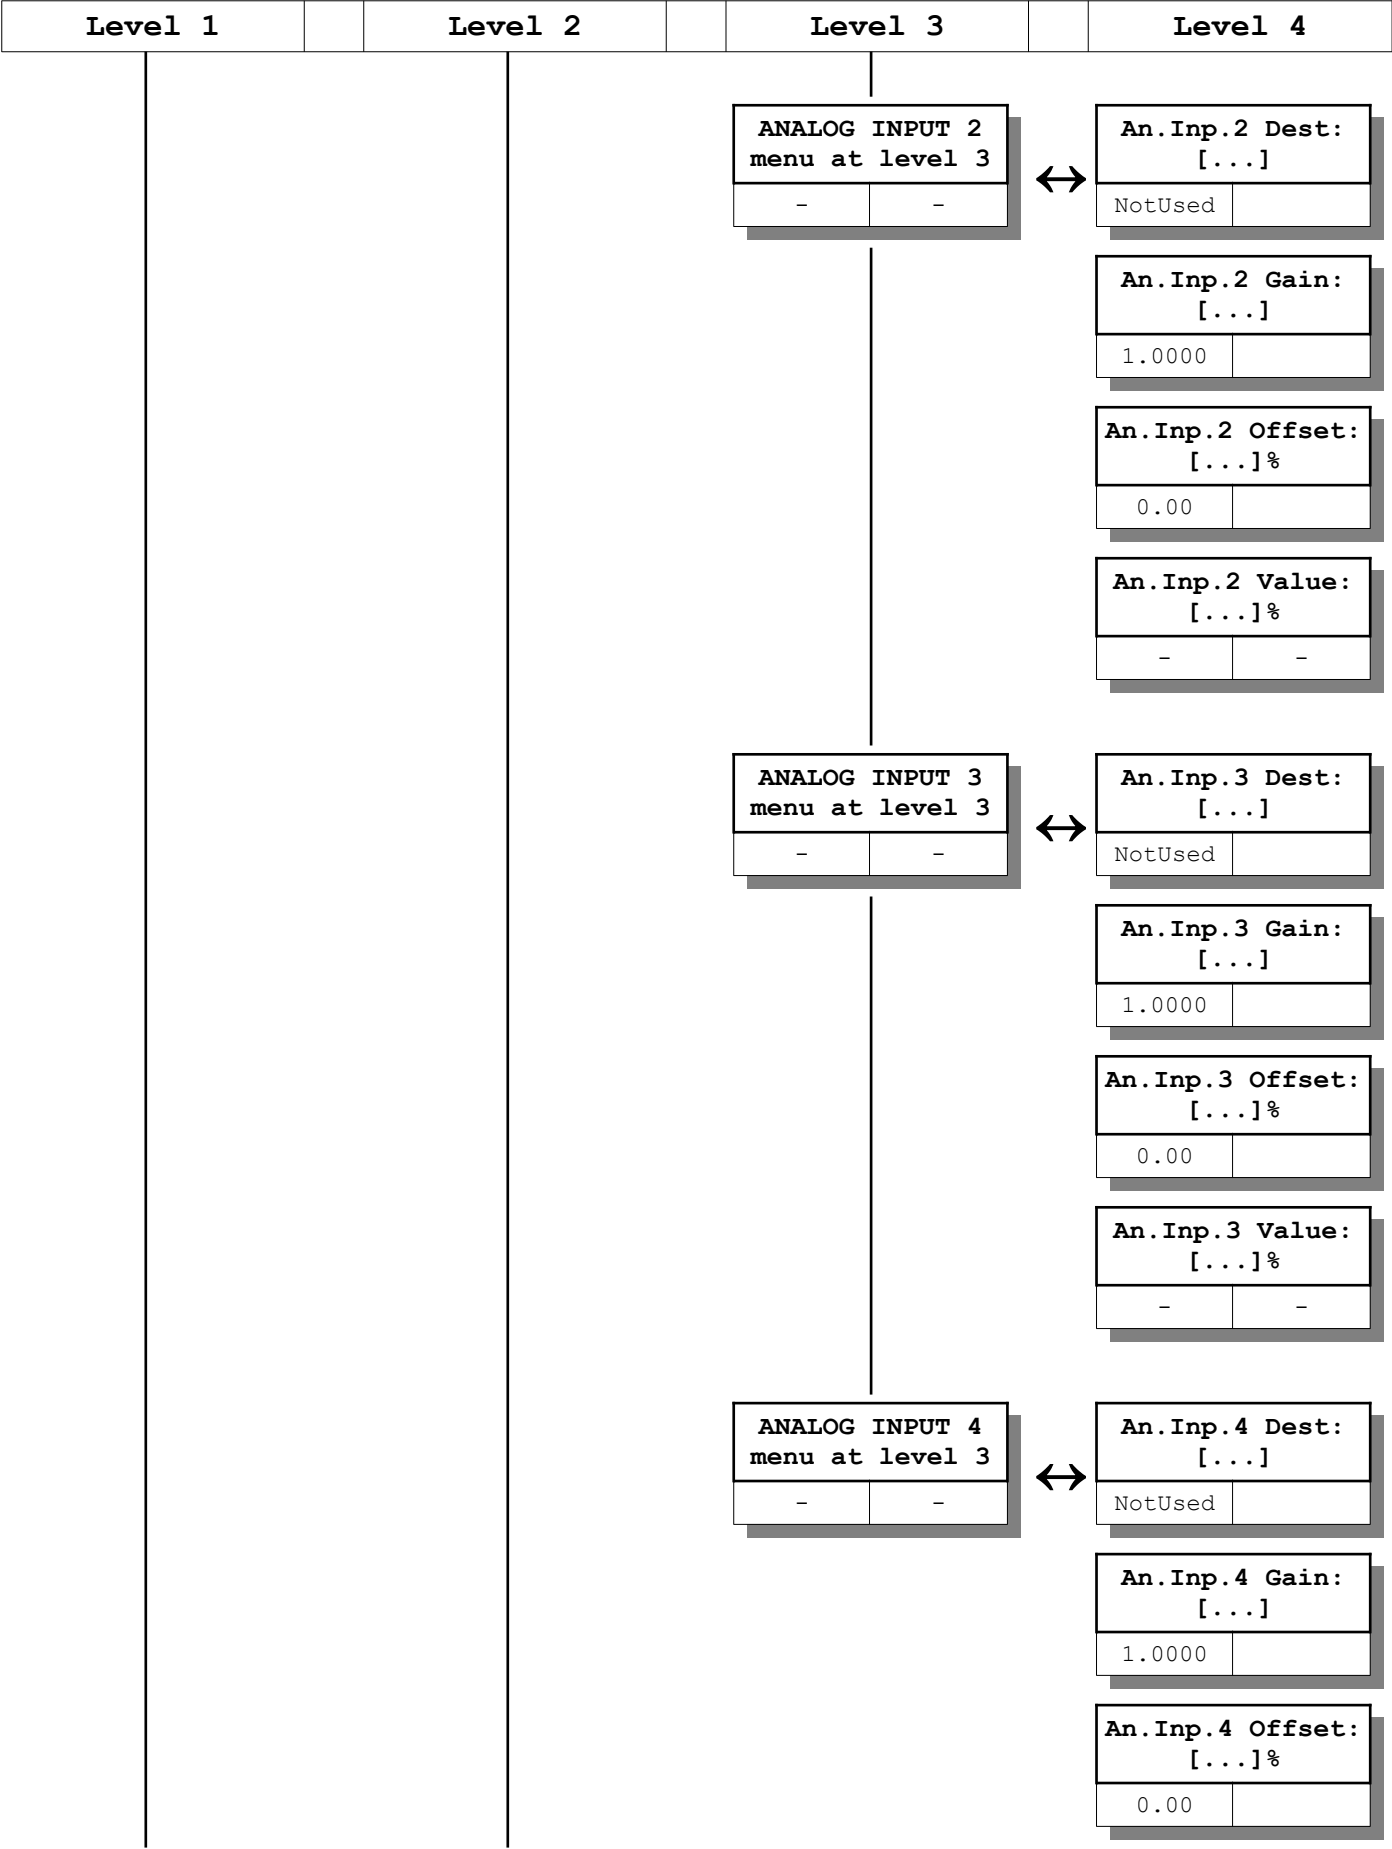 Level 1 Level 2 Level 3 Level 4
ANALOG INPUT 2
menu at level 3
- -
An.Inp.2 Dest:
[...]
NotUsed
An.Inp.2 Gain:
[...]
1.0000
An.Inp.2 Offset:
[...]%
0.00
An.Inp.2 Value:
[...]%
- -
ANALOG INPUT 3
menu at level 3
- -
An.Inp.3 Dest:
[...]
NotUsed
An.Inp.3 Gain:
[...]
1.0000
An.Inp.3 Offset:
[...]%
0.00
An.Inp.3 Value:
[...]%
- -
ANALOG INPUT 4
menu at level 3
- -
An.Inp.4 Dest:
[...]
NotUsed
An.Inp.4 Gain:
[...]
1.0000
An.Inp.4 Offset:
[...]%
0.00